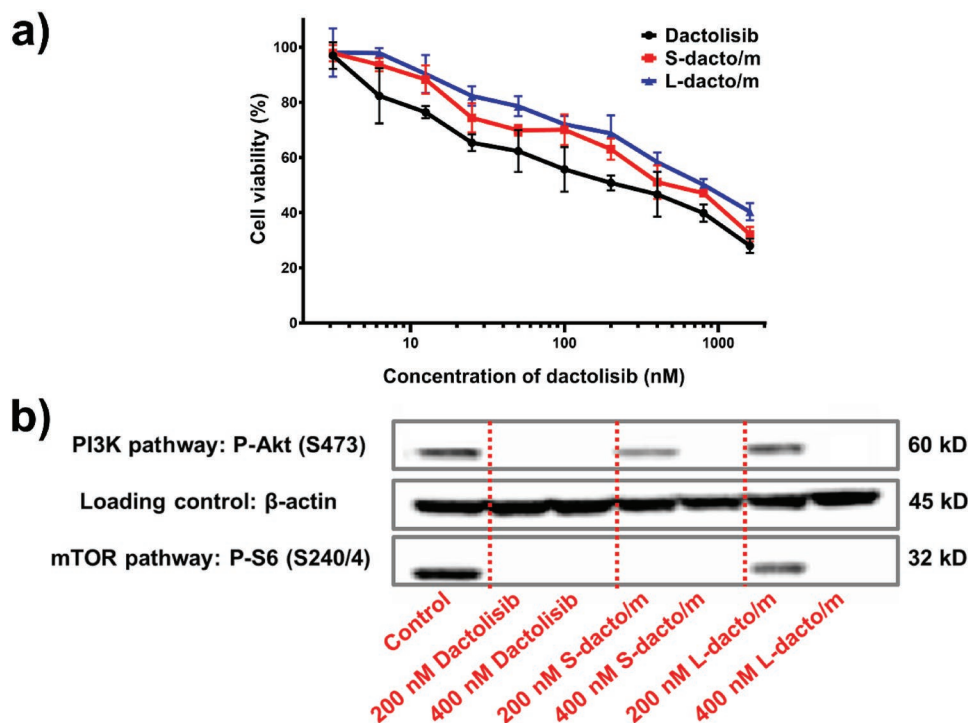 a)
Dactolisib
S-dacto/m
L-dacto/m
Cell viability (%)
100
80
60
40
20
0
10 100 1000
Concentration of dactolisib (nM)
b)
PI3K pathway: P-Akt (S473) 60 kD
Loading control: β-actin 45 kD
mTOR pathway: P-S6 (S240/4) 32 kD
Control
200 nM Dactolisib
400 nM Dactolisib
200 nM S-dacto/m
400 nM S-dacto/m
200 nM L-dacto/m
400 nM L-dacto/m